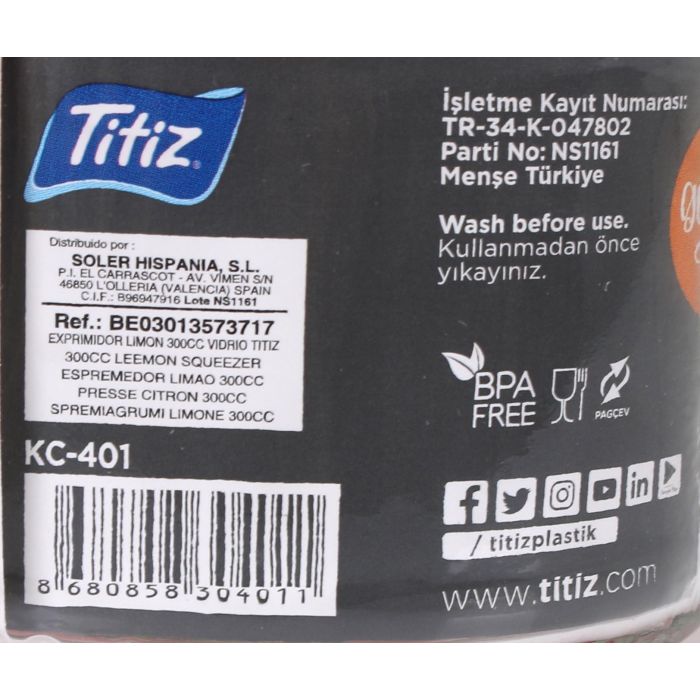 Titiz®
Distribuido por :
SOLER HISPANIA, S.L.
P.I. EL CARRASCOT - AV. VIMEN S/N
46850 L'OLLERIA (VALENCIA) SPAIN
C.I.F.: B96947916 Lote NS1161
Ref.: BE03013573717
EXPRIMIDOR LIMON 300CC VIDRIO TITIZ
300CC LEEMON SQUEEZER
ESPREMEDOR LIMAO 300CC
PRESSE CITRON 300CC
SPREMIAGRUMI LIMONE 300CC
KC-401
8 680858 304011
İşletme Kayıt Numarası:
TR-34-K-047802
Parti No: NS1161
Menşe Türkiye
Wash before use.
Kullanmadan önce
yıkayınız.
BPA
FREE
PAGÇEV
/ titizplastik
www.titiz.com